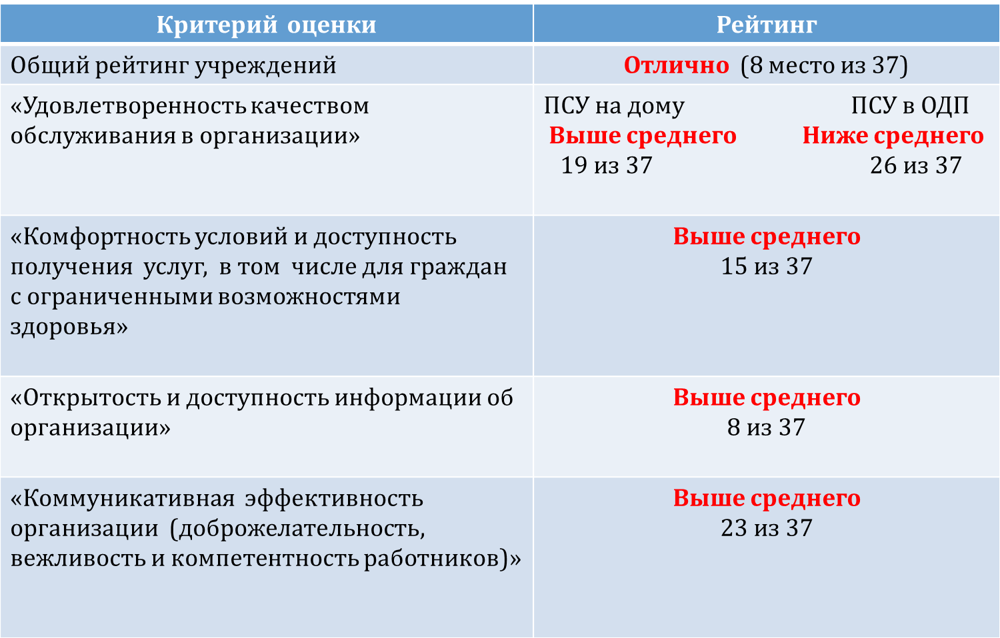 Критерий оценки
Рейтинг
Общий рейтинг учреждений
Отлично (8 место из 37)
«Удовлетворенность качеством
обслуживания в организации»
ПСУ на дому ПСУ в ОДП
Выше среднего Ниже среднего
19 из 37 26 из 37
«Комфортность условий и доступность
получения услуг, в том числе для граждан
с ограниченными возможностями
здоровья»
Выше среднего
15 из 37
«Открытость и доступность информации об
организации»
Выше среднего
8 из 37
«Коммуникативная эффективность
организации (доброжелательность,
вежливость и компетентность работников)»
Выше среднего
23 из 37